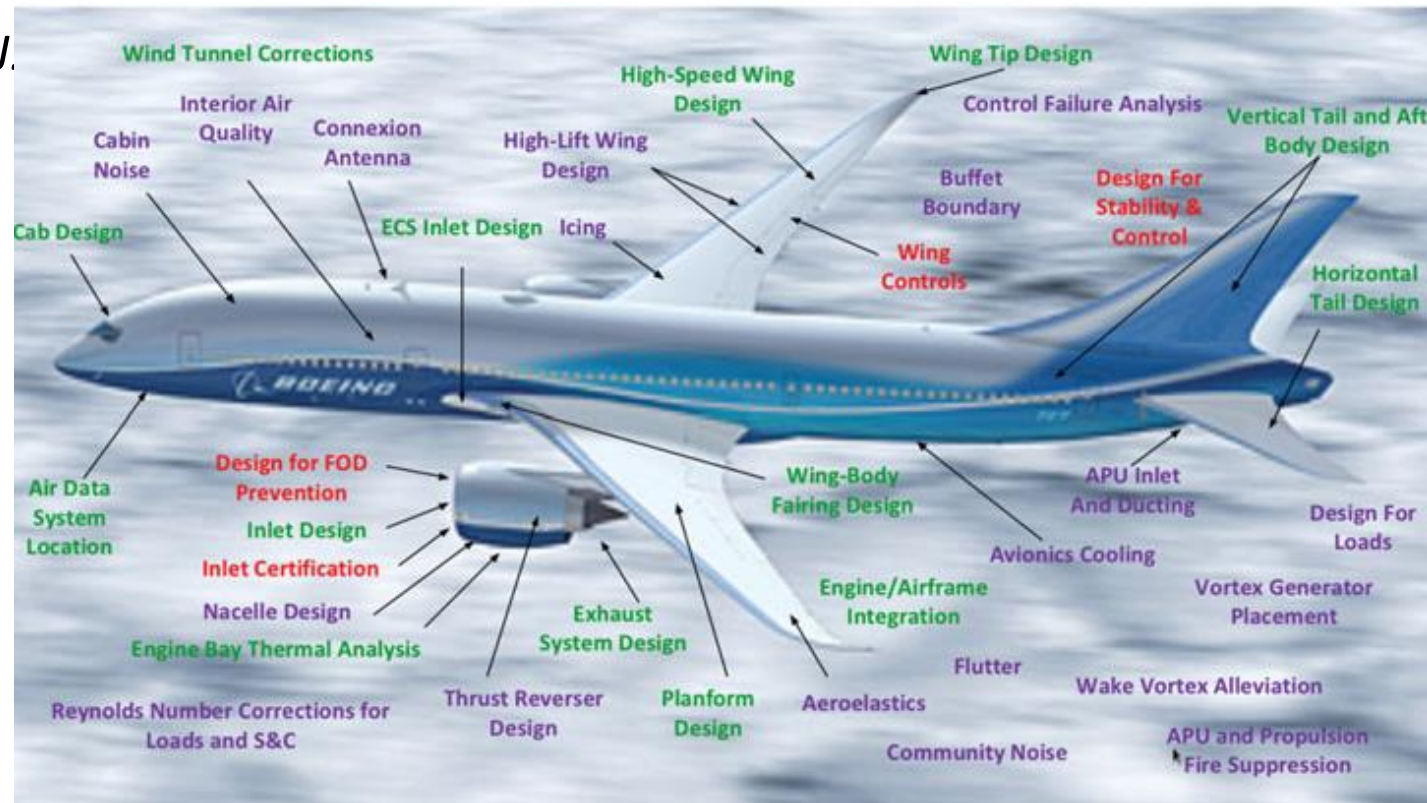 Wind Tunnel Corrections
Wing Tip Design
High-Speed Wing
Design
Interior Air
Quality
Control Failure Analysis
Connexion
Antenna
Vertical Tail and Aft
Body Design
Cabin
Noise
High-Lift Wing
Design
Buffet
Boundary
Design For
Stability &
Control
Cab Design
ECS Inlet Design
Icing
Wing
Controls
Horizontal
Tail Design
BOEING
787
Design for FOD
Prevention
Wing-Body
Fairing Design
APU Inlet
And Ducting
Air Data
System
Location
Inlet Design
Design For
Loads
Inlet Certification
Avionics Cooling
Nacelle Design
Exhaust
System Design
Engine/Airframe
Integration
Vortex Generator
Placement
Engine Bay Thermal Analysis
Flutter
Wake Vortex Alleviation
Reynolds Number Corrections for
Loads and S&C
Thrust Reverser
Design
Planform
Design
Aeroelastics
Community Noise
APU and Propulsion
Fire Suppression